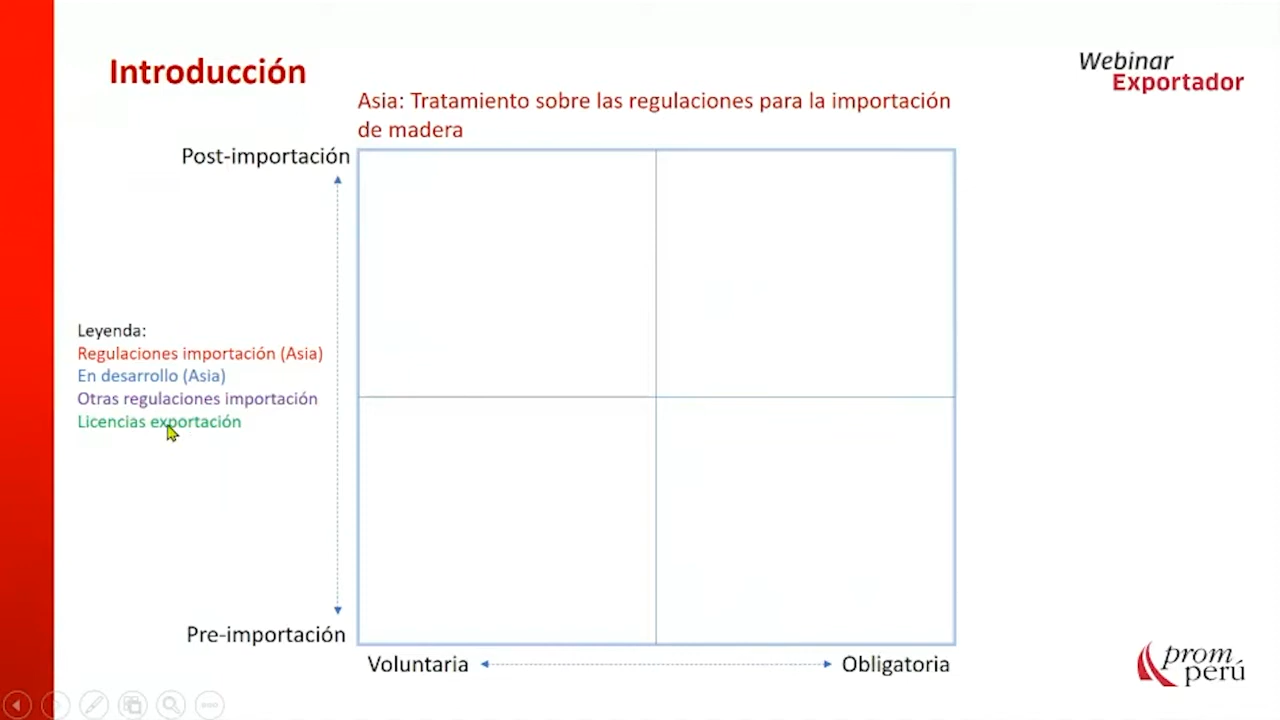 Introducción
Webinar
Exportador
Asia: Tratamiento sobre las regulaciones para la importación
de madera
Post-importación
Leyenda:
Regulaciones importación (Asia)
En desarrollo (Asia)
Otras regulaciones importación
Licencias exportación
Pre-importación
Voluntaria
Obligatoria
prom
perú